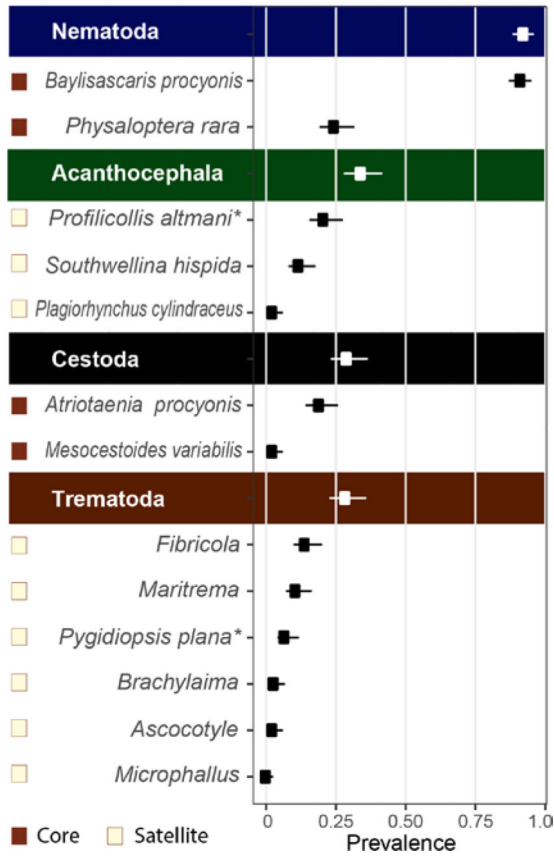 Nematoda
Baylisascaris procyonis
Physaloptera rara
Acanthocephala
Profilicollis altmani*
Southwellina hispida
Plagiorhynchus cylindraceus
Cestoda
Atriotaenia procyonis
Mesocestoides variabilis
Trematoda
Fibricola
Maritrema
Pygidiopsis plana*
Brachylaima
Ascocotyle
Microphallus
0 0.25 0.50 0.75 1.0
Core Satellite Prevalence